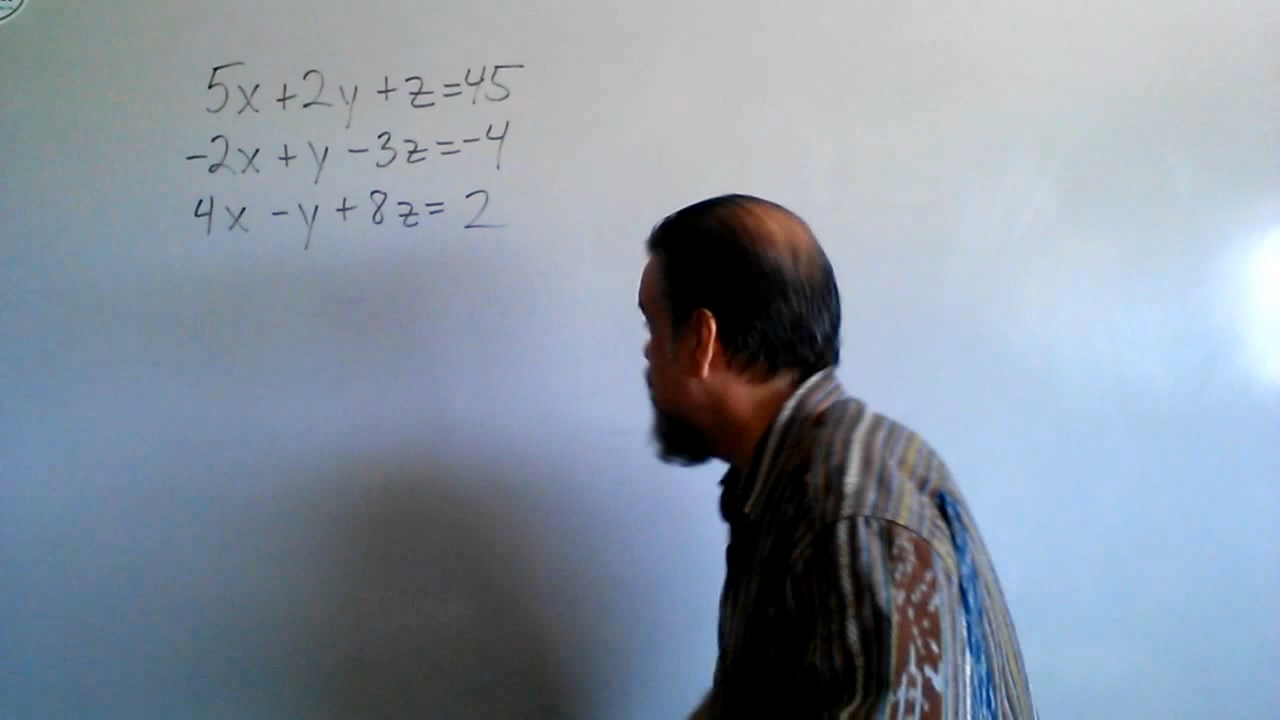 5x + 2y + z = 45
-2x + y - 3z = -4
4x - y + 8z = 2